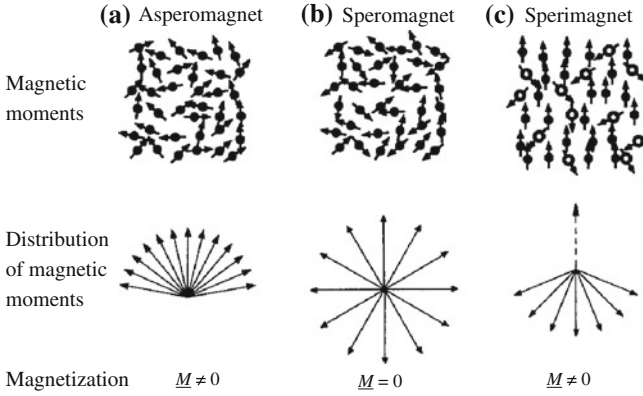 (a) Asperomagnet (b) Speromagnet (c) Sperimagnet
Magnetic
moments
Distribution
of magnetic
moments
Magnetization M ≠ 0 M = 0 M ≠ 0